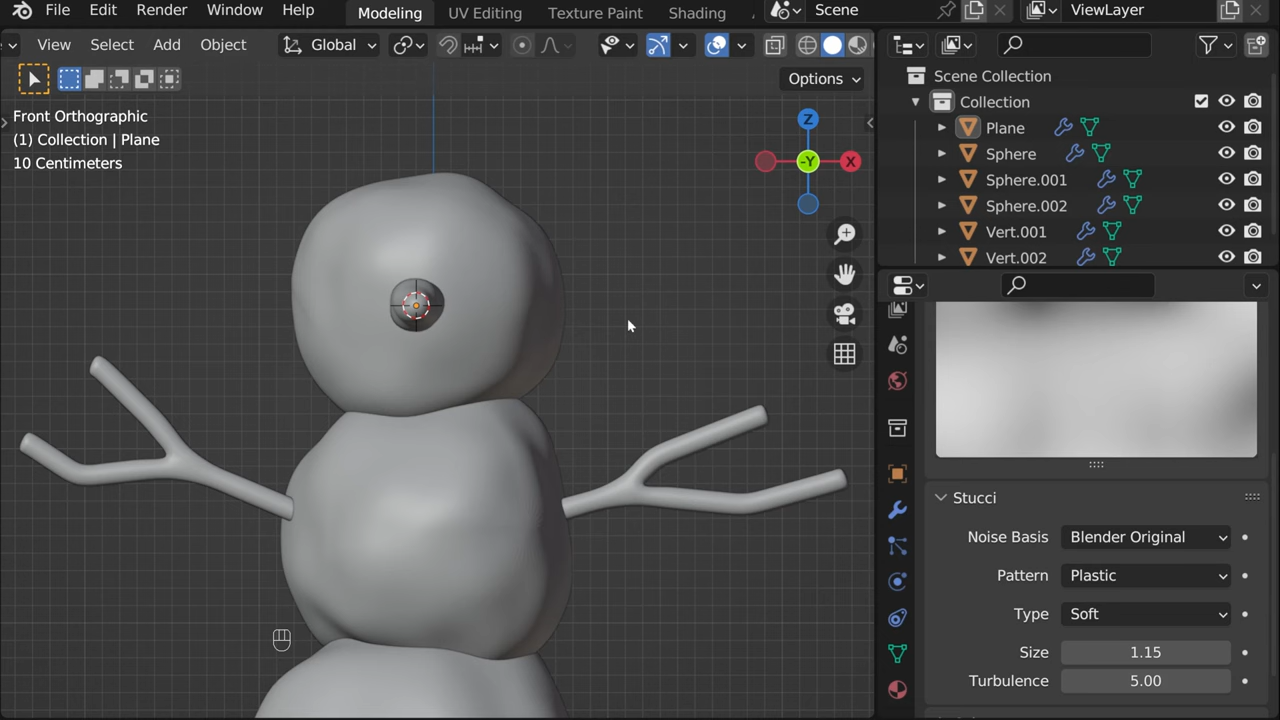 File Edit Render Window Help Modeling UV Editing Texture Paint Shading Scene ViewLayer
View Select Add Object Global
Options
Front Orthographic
(1) Collection | Plane
10 Centimeters
Z
-Y
X
Scene Collection
Collection
Plane
Sphere
Sphere.001
Sphere.002
Vert.001
Vert.002
Stucci
Noise Basis Blender Original
Pattern Plastic
Type Soft
Size 1.15
Turbulence 5.00